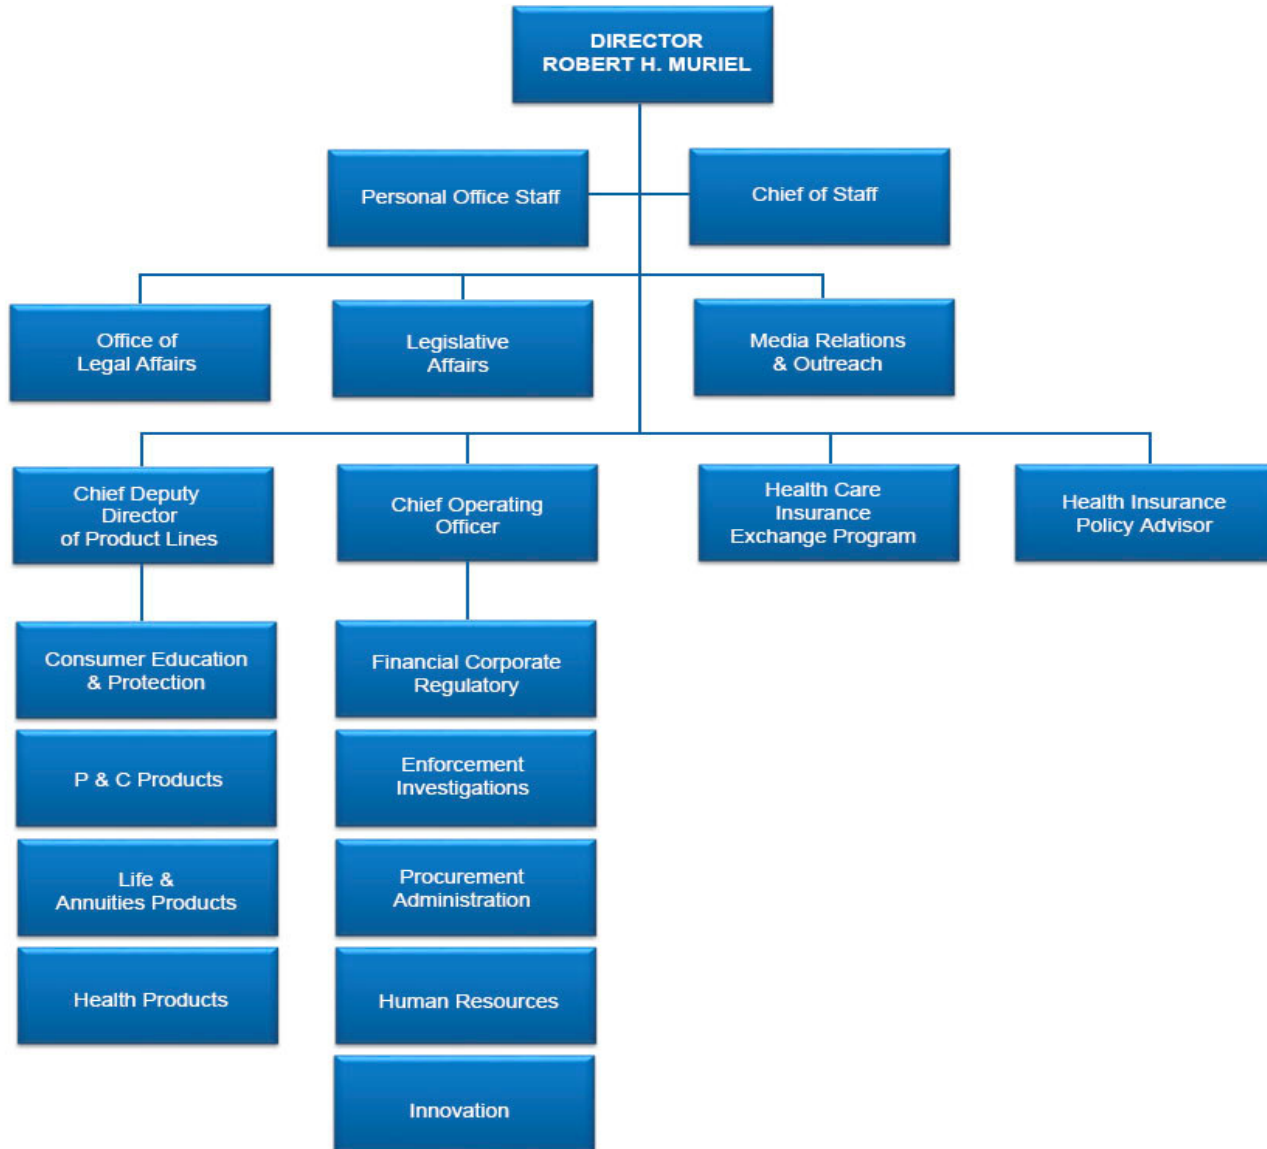 DIRECTOR
ROBERT H. MURIEL
Personal Office Staff
Chief of Staff
Office of
Legal Affairs
Legislative
Affairs
Media Relations
& Outreach
Chief Deputy
Director
of Product Lines
Chief Operating
Officer
Health Care
Insurance
Exchange Program
Health Insurance
Policy Advisor
Consumer Education
& Protection
Financial Corporate
Regulatory
P & C Products
Enforcement
Investigations
Life &
Annuities Products
Procurement
Administration
Health Products
Human Resources
Innovation